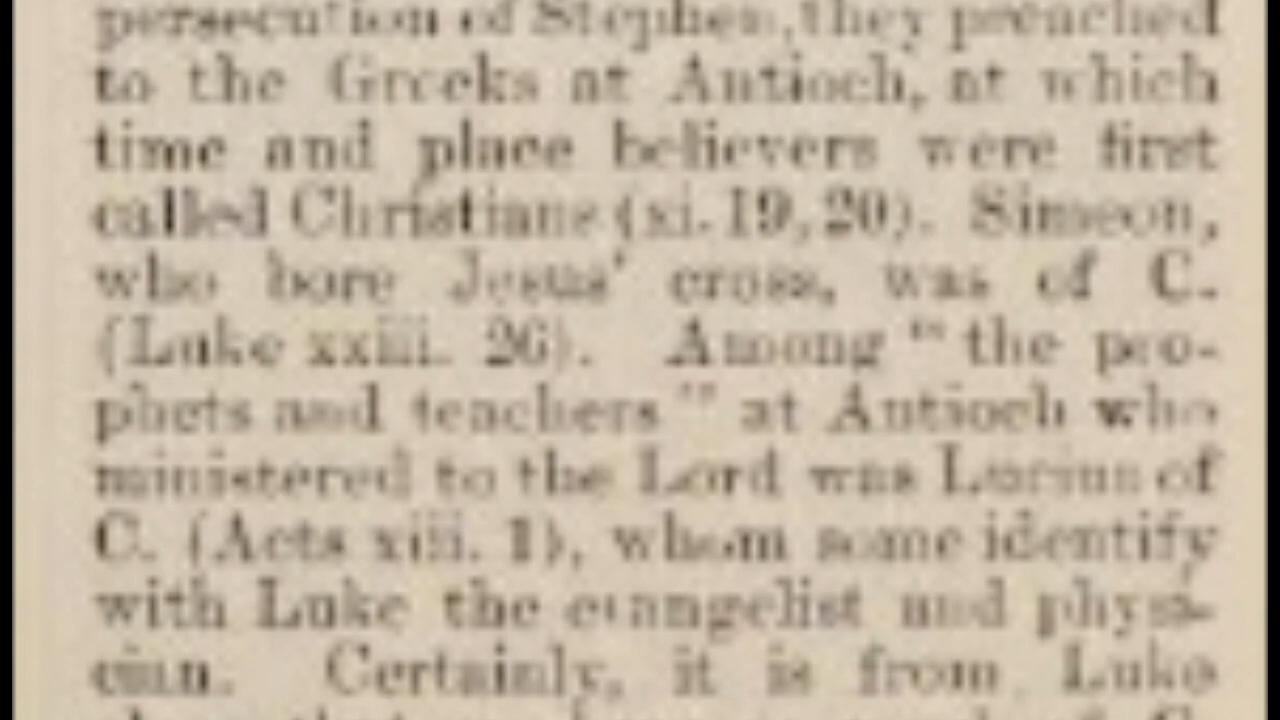 persecution of Stephen, they preached
to the Greeks at Antioch, at which
time and place believers were first
called Christians (xi. 19, 20). Simeon,
who bore Jesus' cross, was of C.
(Luke xxiii. 26). Among "the pro-
phets and teachers" at Antioch who
ministered to the Lord was Lucius of
C. (Acts xiii. 1), whom some identify
with Luke the evangelist and physi-
cian. Certainly, it is from Luke